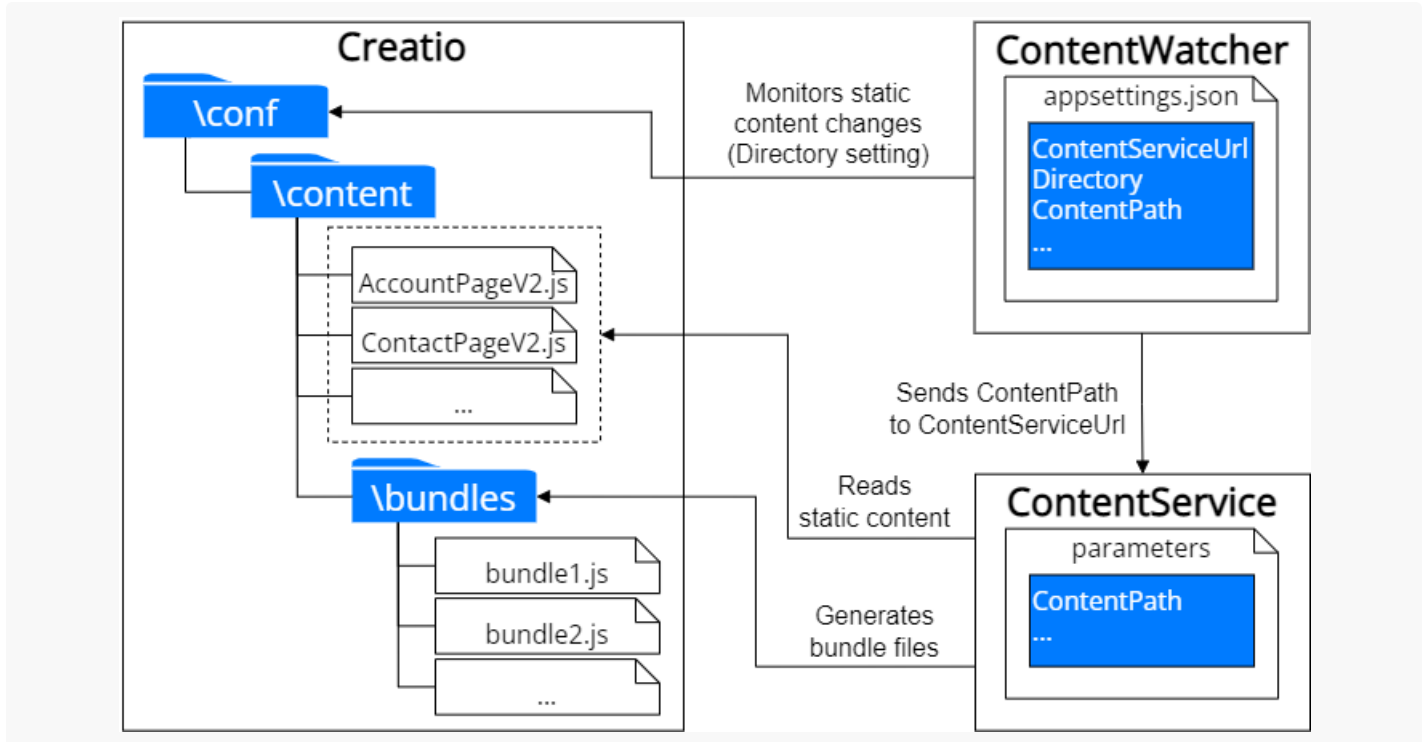 Creatio
\conf
\content
AccountPageV2.js
ContactPageV2.js
...
\bundles
bundle1.js
bundle2.js
...
Monitors static
content changes
(Directory setting)
ContentWatcher
appsettings.json
ContentServiceUrl
Directory
ContentPath
...
Sends ContentPath
to ContentServiceUrl
Reads
static content
Generates
bundle files
ContentService
parameters
ContentPath
...